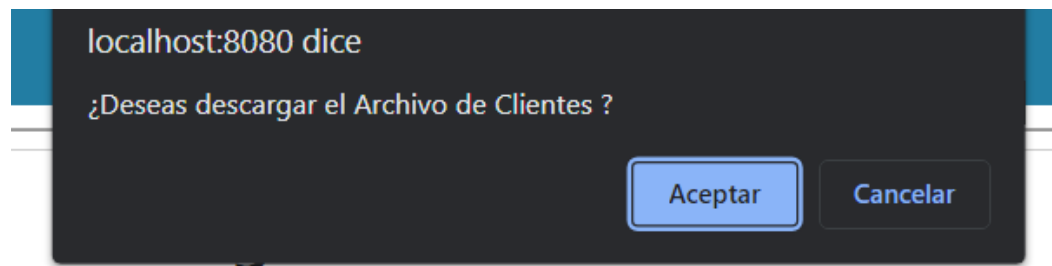 localhost:8080 dice
¿Deseas descargar el Archivo de Clientes ?
Aceptar
Cancelar